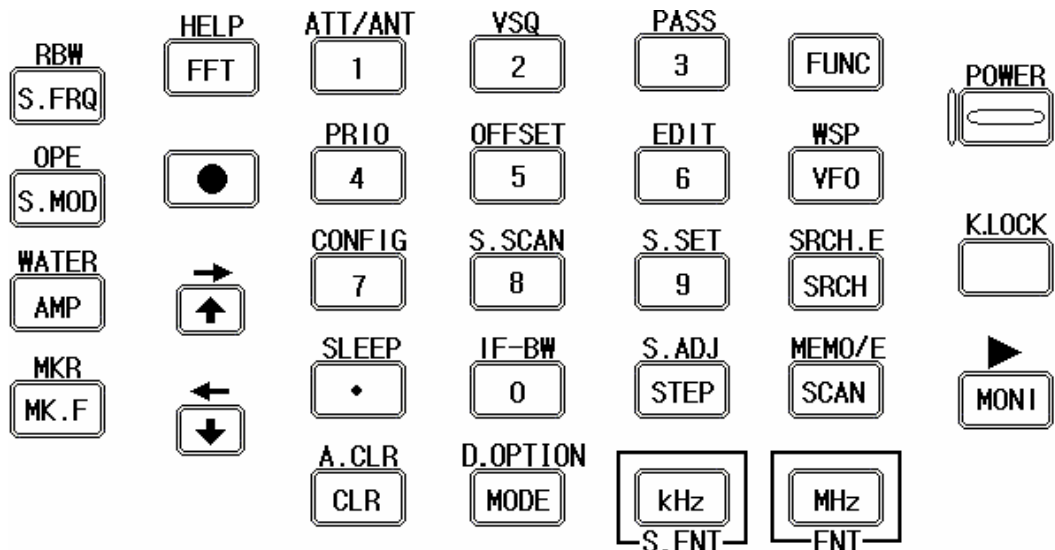 HELP ATT/ANT VSQ PASS
RBW FFT 1 2 3 FUNC POWER
S.FRQ
OPE PRIO OFFSET EDIT WSP
S.MOD 4 5 6 VFO
WATER CONFIG S.SCAN S.SET SRCH.E K.LOCK
AMP 7 8 9 SRCH
MKR SLEEP IF-BW S.ADJ MEMO/E
MK.F • 0 STEP SCAN MONI
A.CLR D.OPTION
CLR MODE kHz MHz
S.ENT ENT